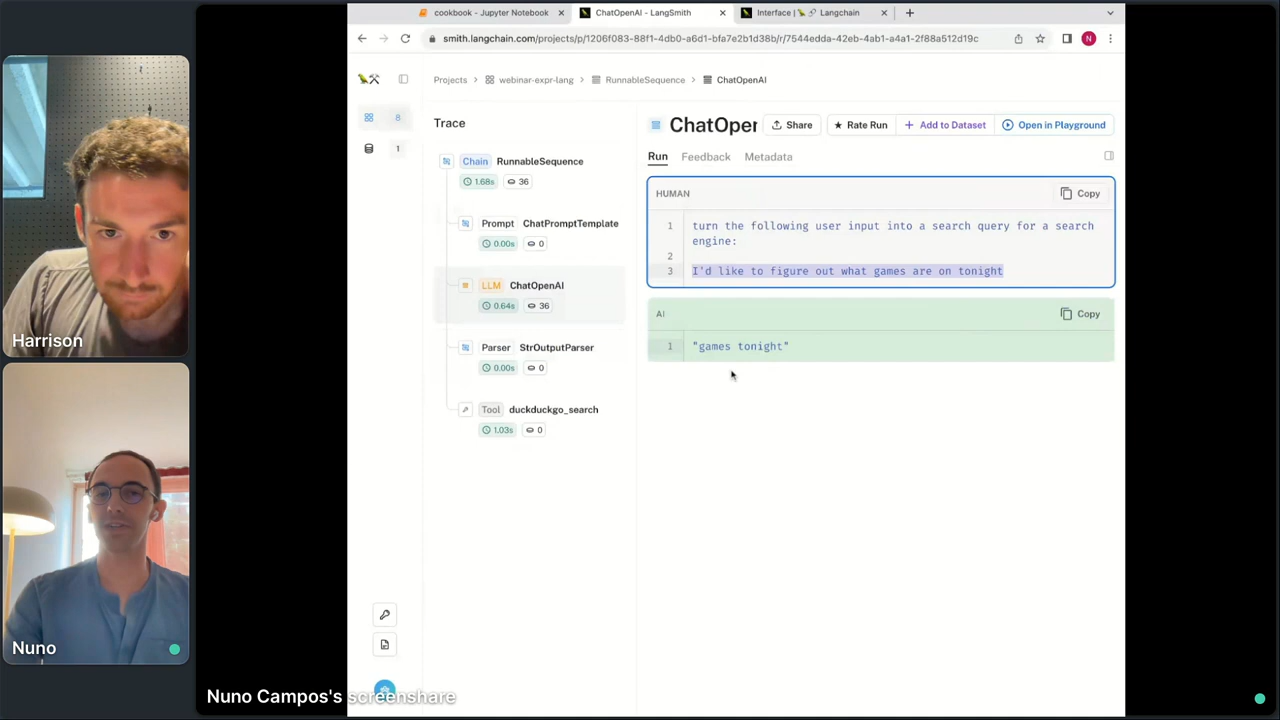 cookbook - Jupyter Notebook
ChatOpenAI - LangSmith
Interface | Langchain
smith.langchain.com/projects/p/1206f083-88f1-4db0-a6d1-bfa7e2b1d38b/r/7544edda-42eb-4ab1-a4a1-2f88a512d19c
N
Projects > webinar-expr-lang > RunnableSequence > ChatOpenAI
8
1
Trace
Chain RunnableSequence
1.68s 36
Prompt ChatPromptTemplate
0.00s 0
LLM ChatOpenAI
0.64s 36
Parser StrOutputParser
0.00s 0
Tool duckduckgo_search
1.03s 0
ChatOper
Share
Rate Run
Add to Dataset
Open in Playground
Run Feedback Metadata
HUMAN Copy
1 turn the following user input into a search query for a search
engine:
2
3 I'd like to figure out what games are on tonight
AI Copy
1 "games tonight"
Harrison
Nuno
Nuno Campos's screenshare